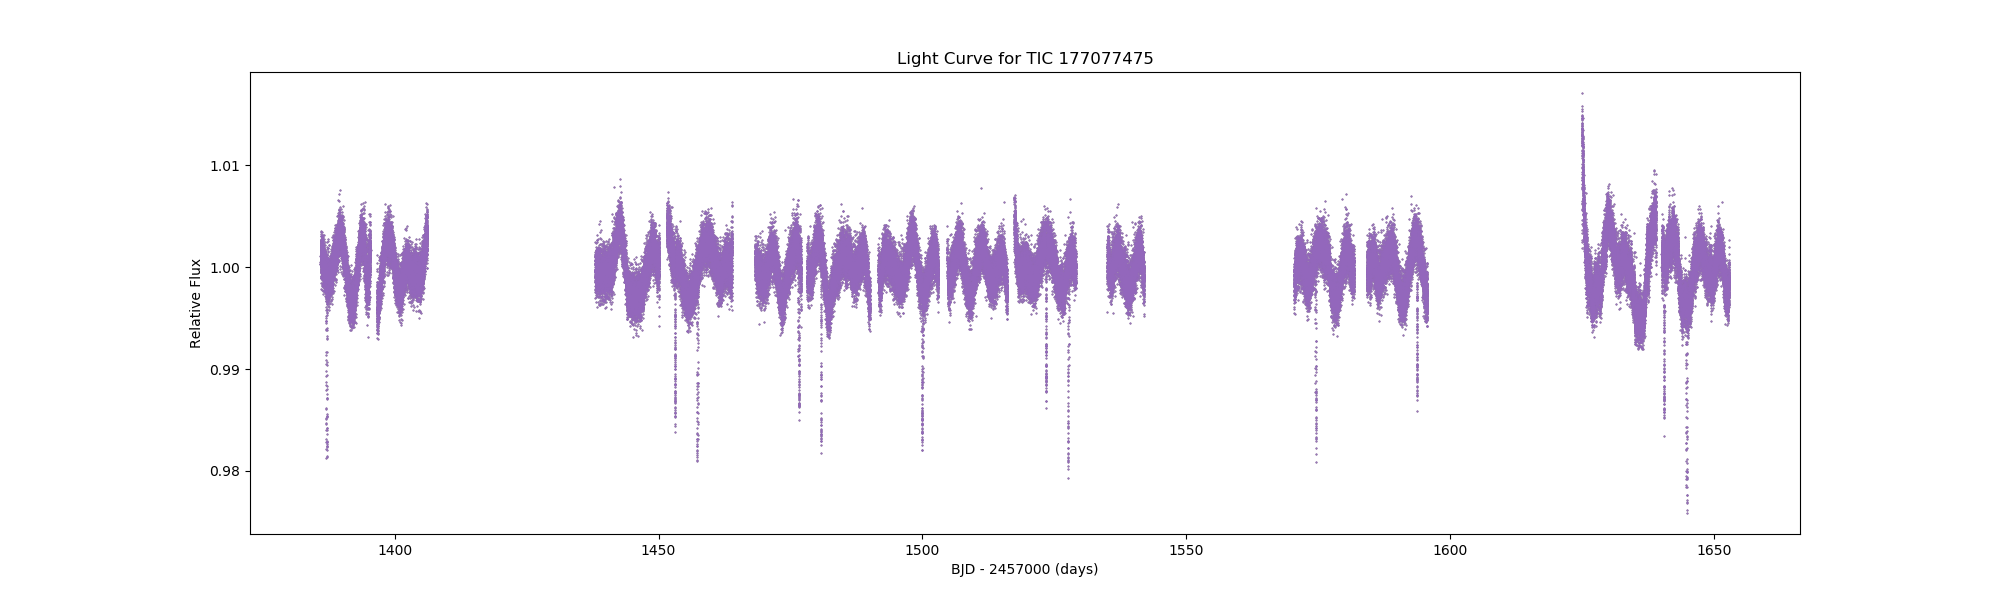 Light Curve for TIC 177077475
Relative Flux
1.01
1.00
0.99
0.98
1400 1450 1500 1550 1600 1650
BJD - 2457000 (days)